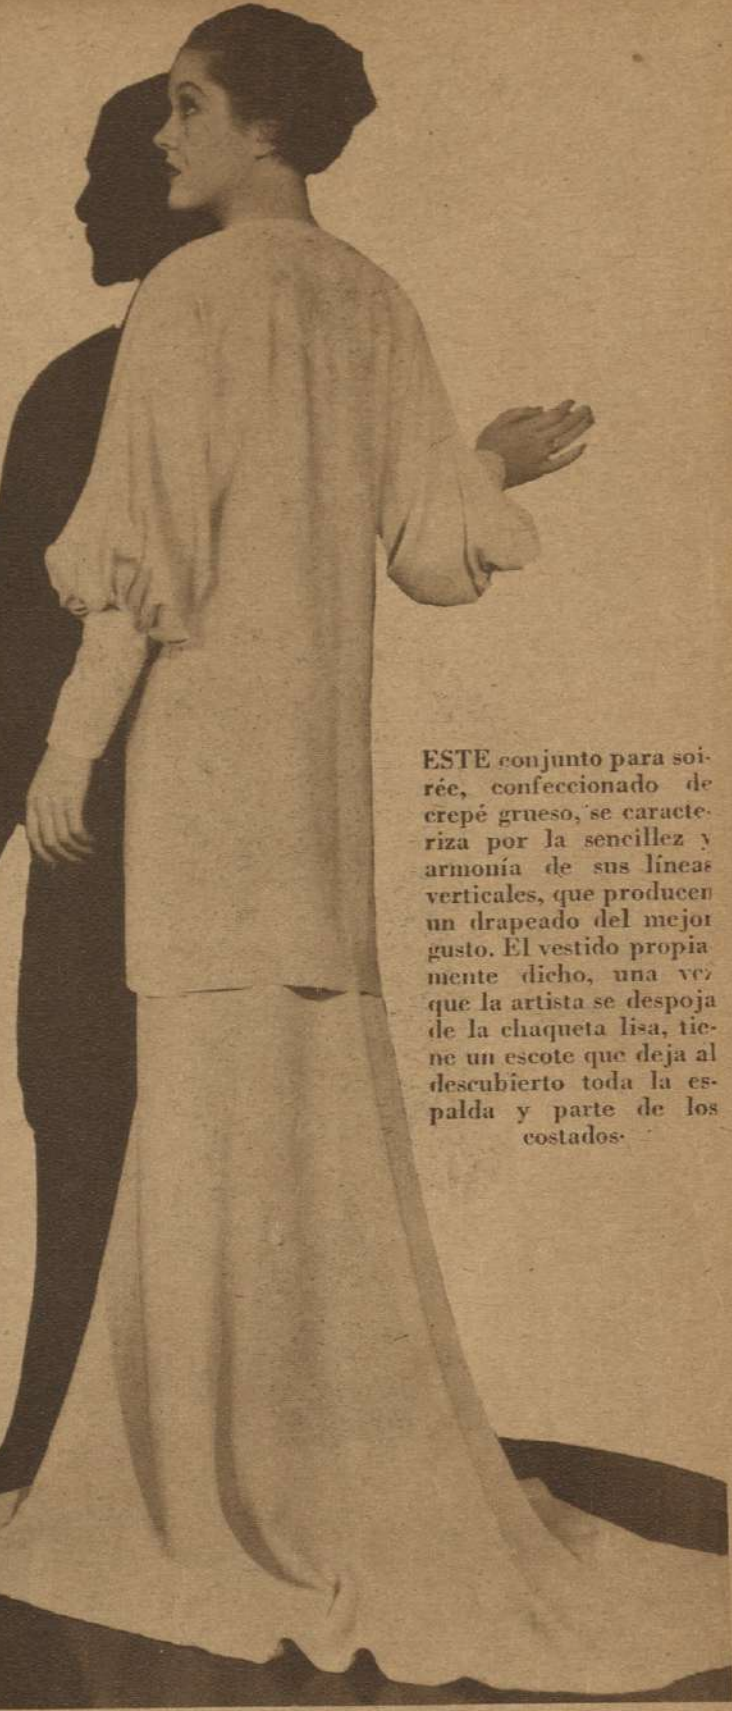 ESTE conjunto para soi-
rée, confeccionado de
crepé grueso, se caracte-
riza por la sencillez y
armonía de sus líneas
verticales, que producen
un drapeado del mejor
gusto. El vestido propia
mente dicho, una vez
que la artista se despoja
de la chaqueta lisa, tie-
ne un escote que deja al
descubierto toda la es-
palda y parte de los
costados.